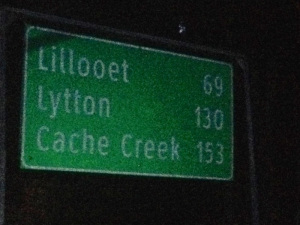 Lillooet 69
Lytton 130
Cache Creek 153